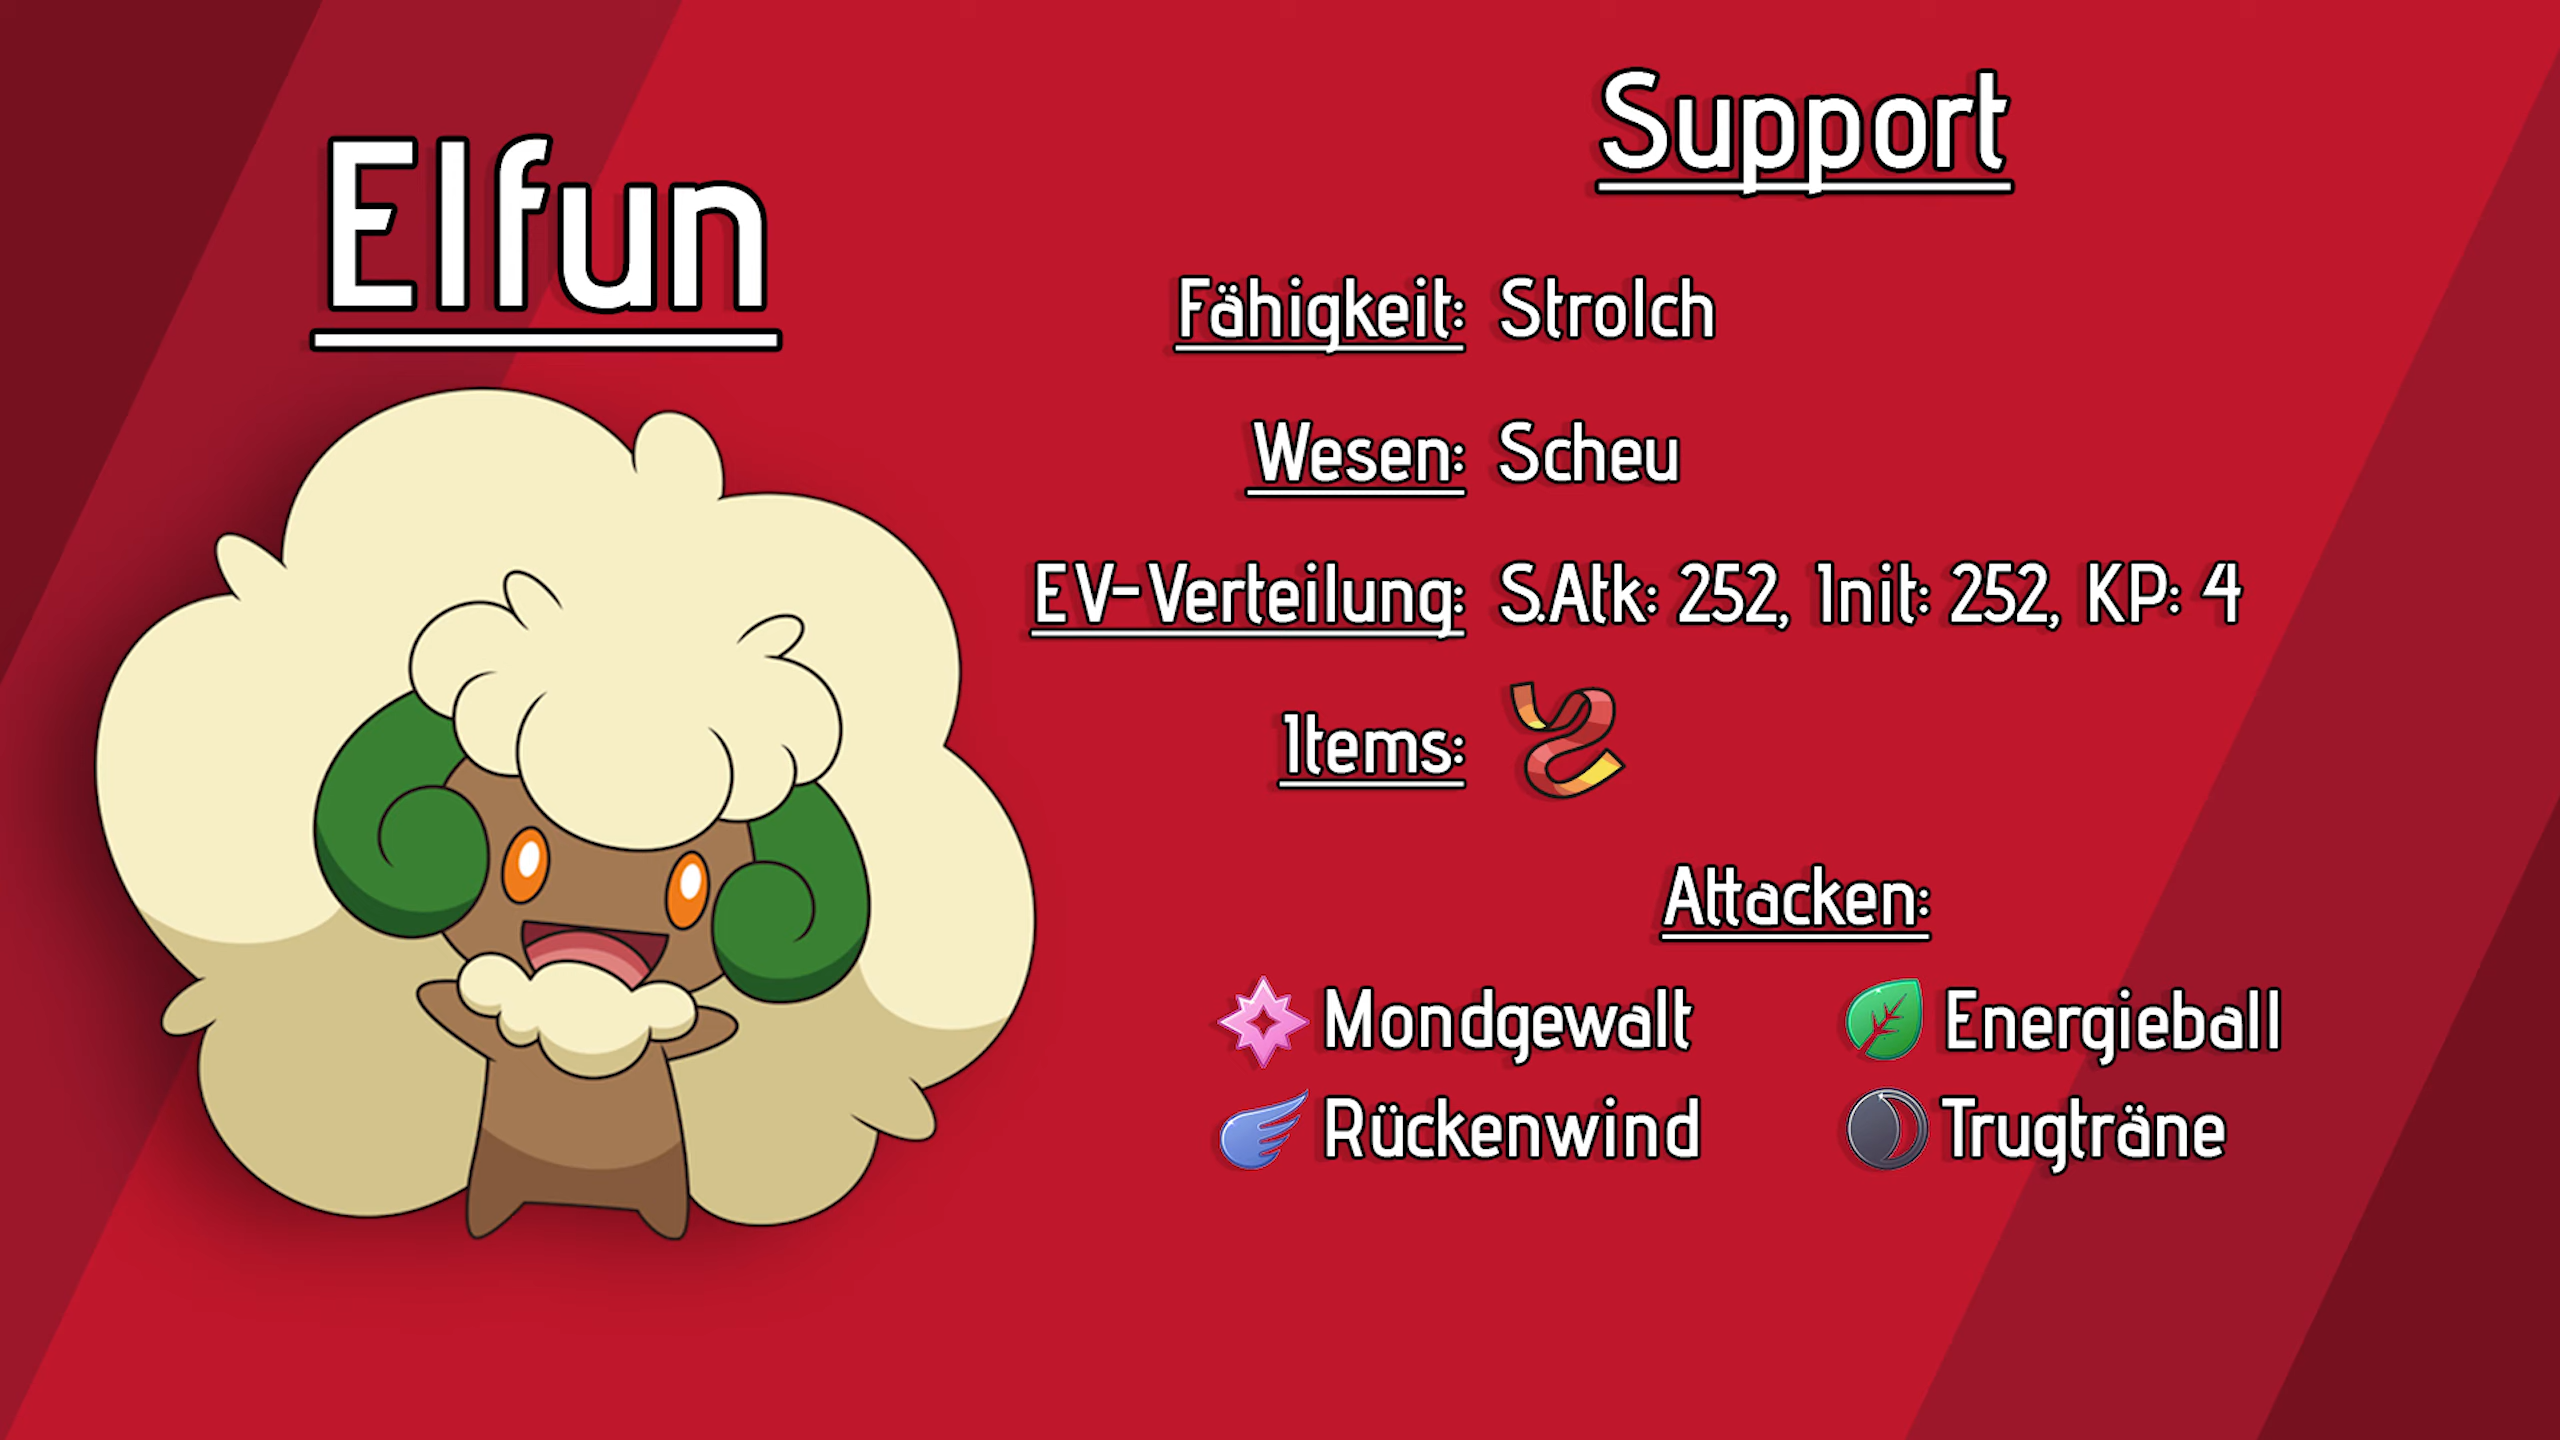 Elfun
Support
Fähigkeit: Strolch
Wesen: Scheu
EV-Verteilung: S.Atk: 252, Init: 252, KP: 4
Items:
Attacken:
Mondgewalt Energieball
Rückenwind Trugträne